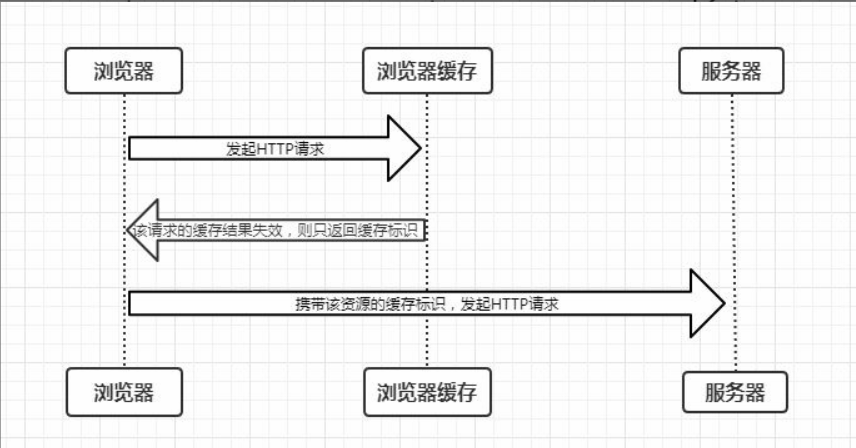 浏览器
浏览器缓存
服务器
发起HTTP请求
该请求的缓存结果失效，则只返回缓存标识
携带该资源的缓存标识，发起HTTP请求
浏览器
浏览器缓存
服务器